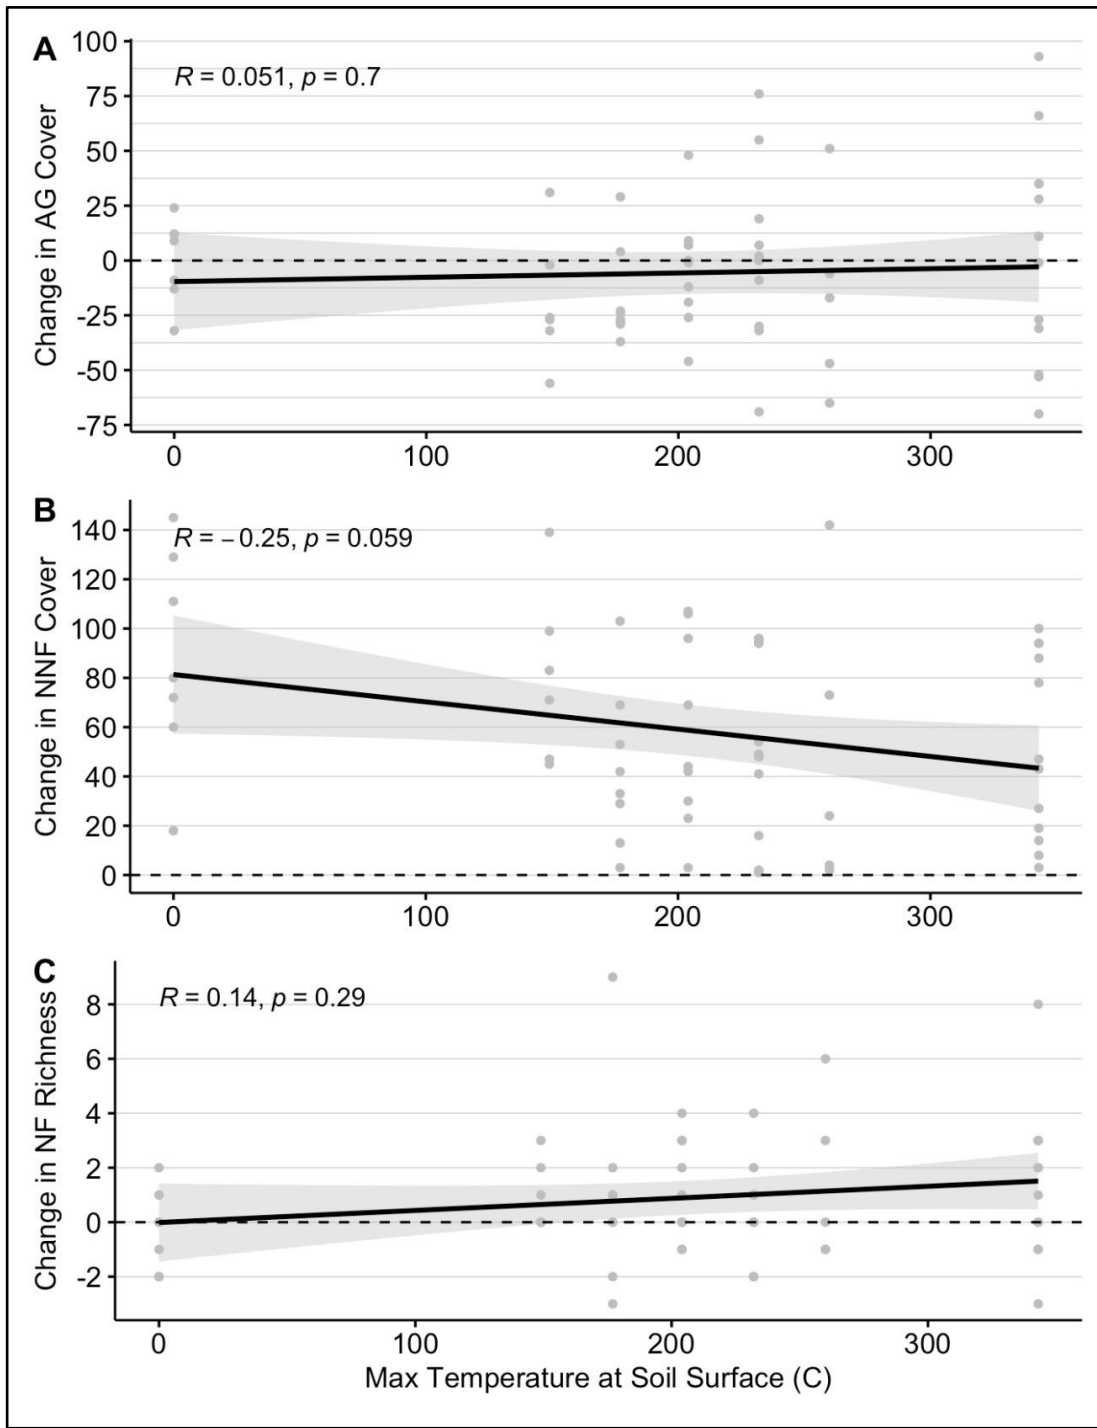 A
R = 0.051, p = 0.7
Change in AG Cover
100
75
50
25
0
-25
-50
-75
0 100 200 300
B
R = −0.25, p = 0.059
Change in NNF Cover
140
120
100
80
60
40
20
0
0 100 200 300
C
R = 0.14, p = 0.29
Change in NF Richness
8
6
4
2
0
-2
0 100 200 300
Max Temperature at Soil Surface (C)